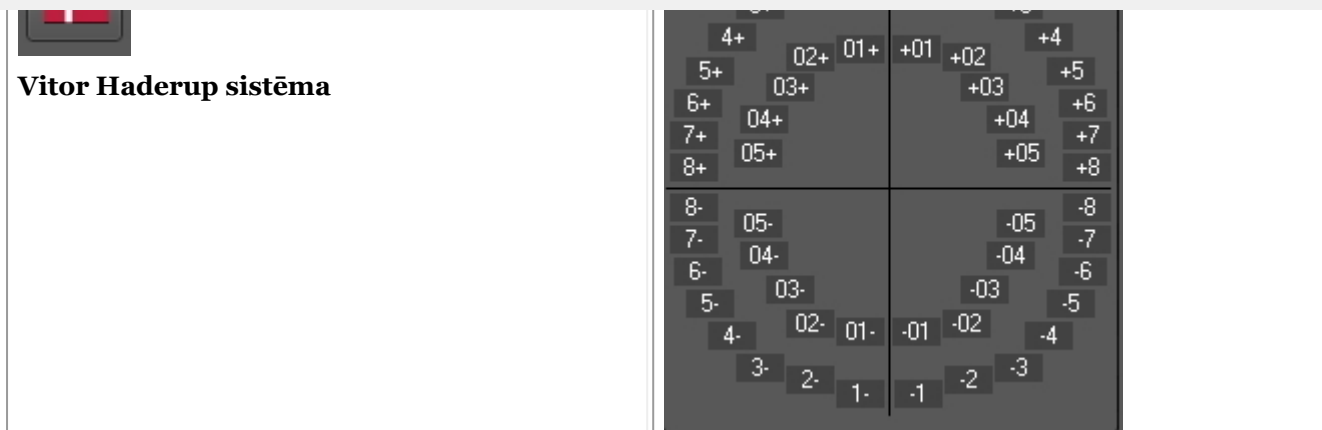 Vitor Haderup sistēma
4+ 02+ 01+ +01 +02 +4
5+ 03+ +03 +5
6+ 04+ +04 +6
7+ 05+ +05 +7
8+ +8
8- 05- -05 -8
7- 04- -04 -7
6- 03- -03 -6
5- 02- 01- -01 -02 -5
4- -4
3- 2- 1- -1 -2 -3